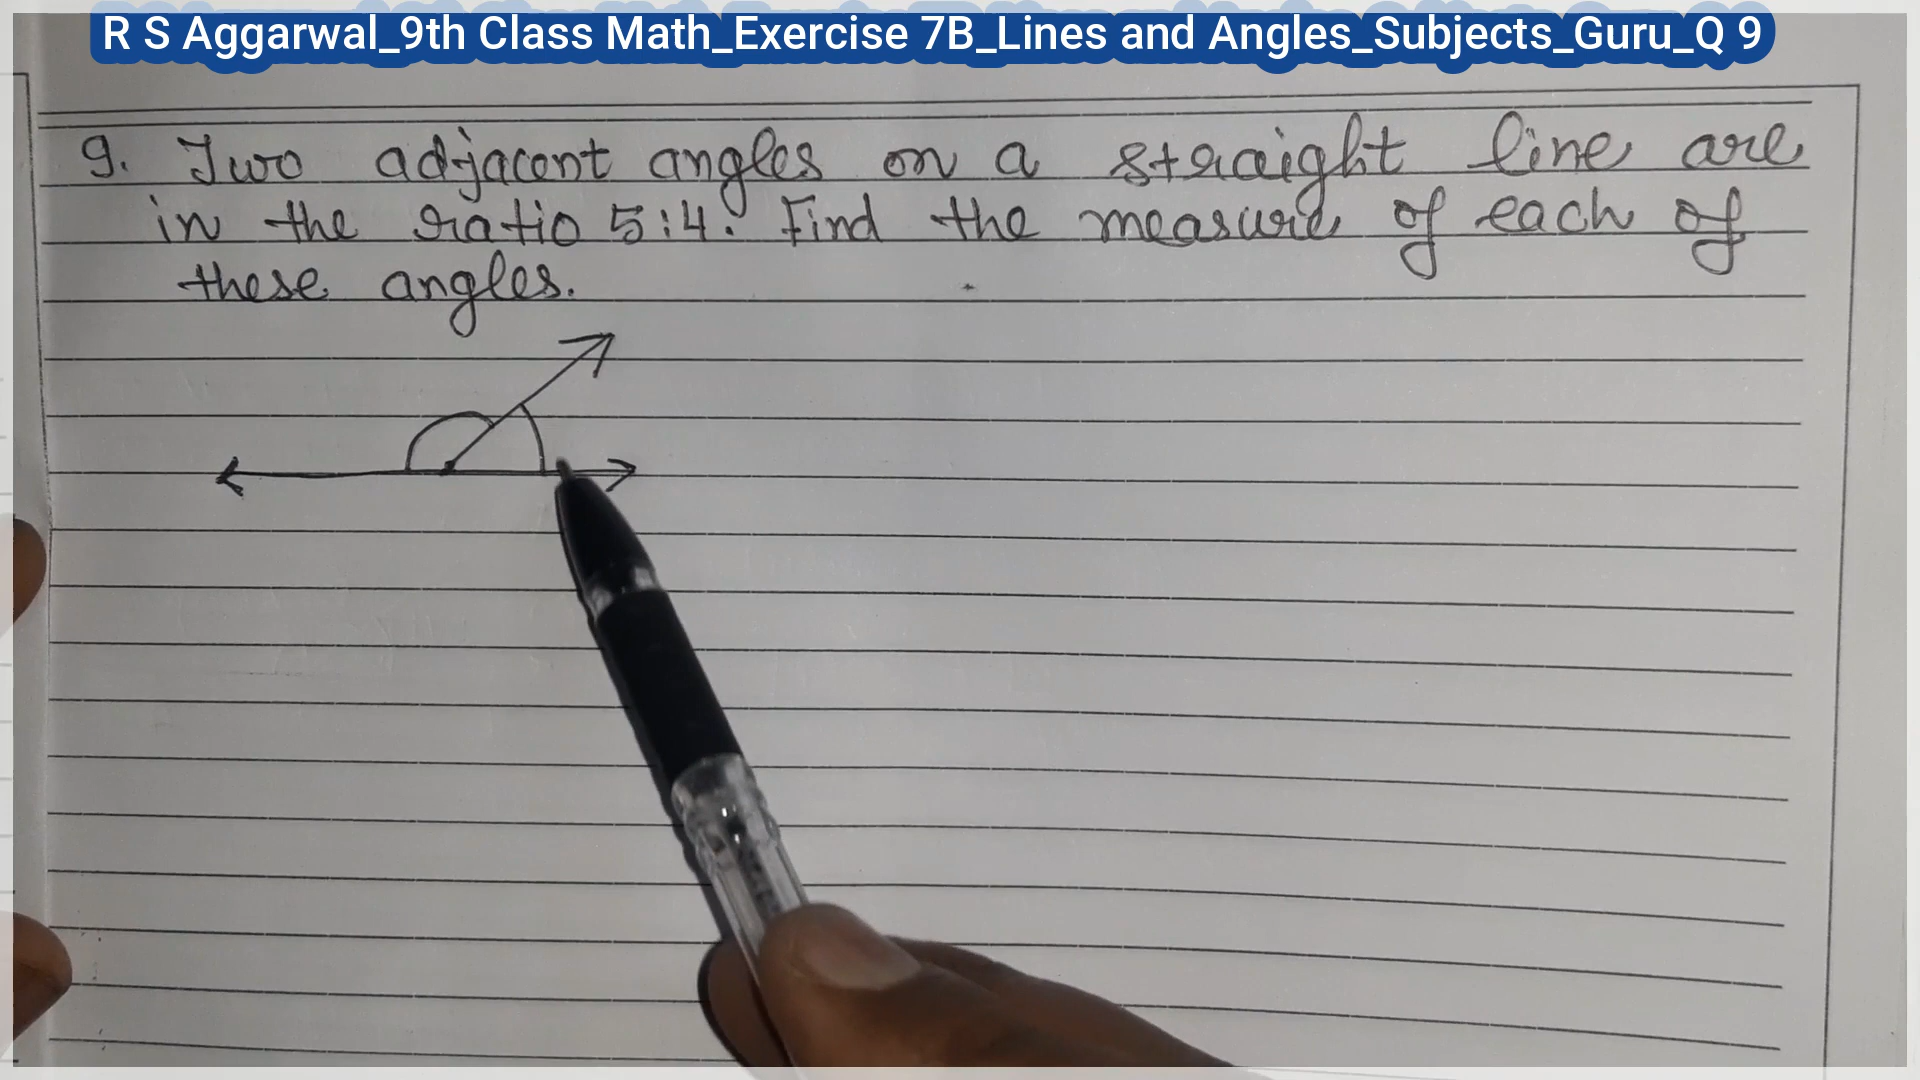 R S Aggarwal_9th Class Math_Exercise 7B_Lines and Angles_Subjects_Guru_Q 9
9. Two adjacent angles on a straight line are
in the ratio 5:4. Find the measure of each of
these angles.